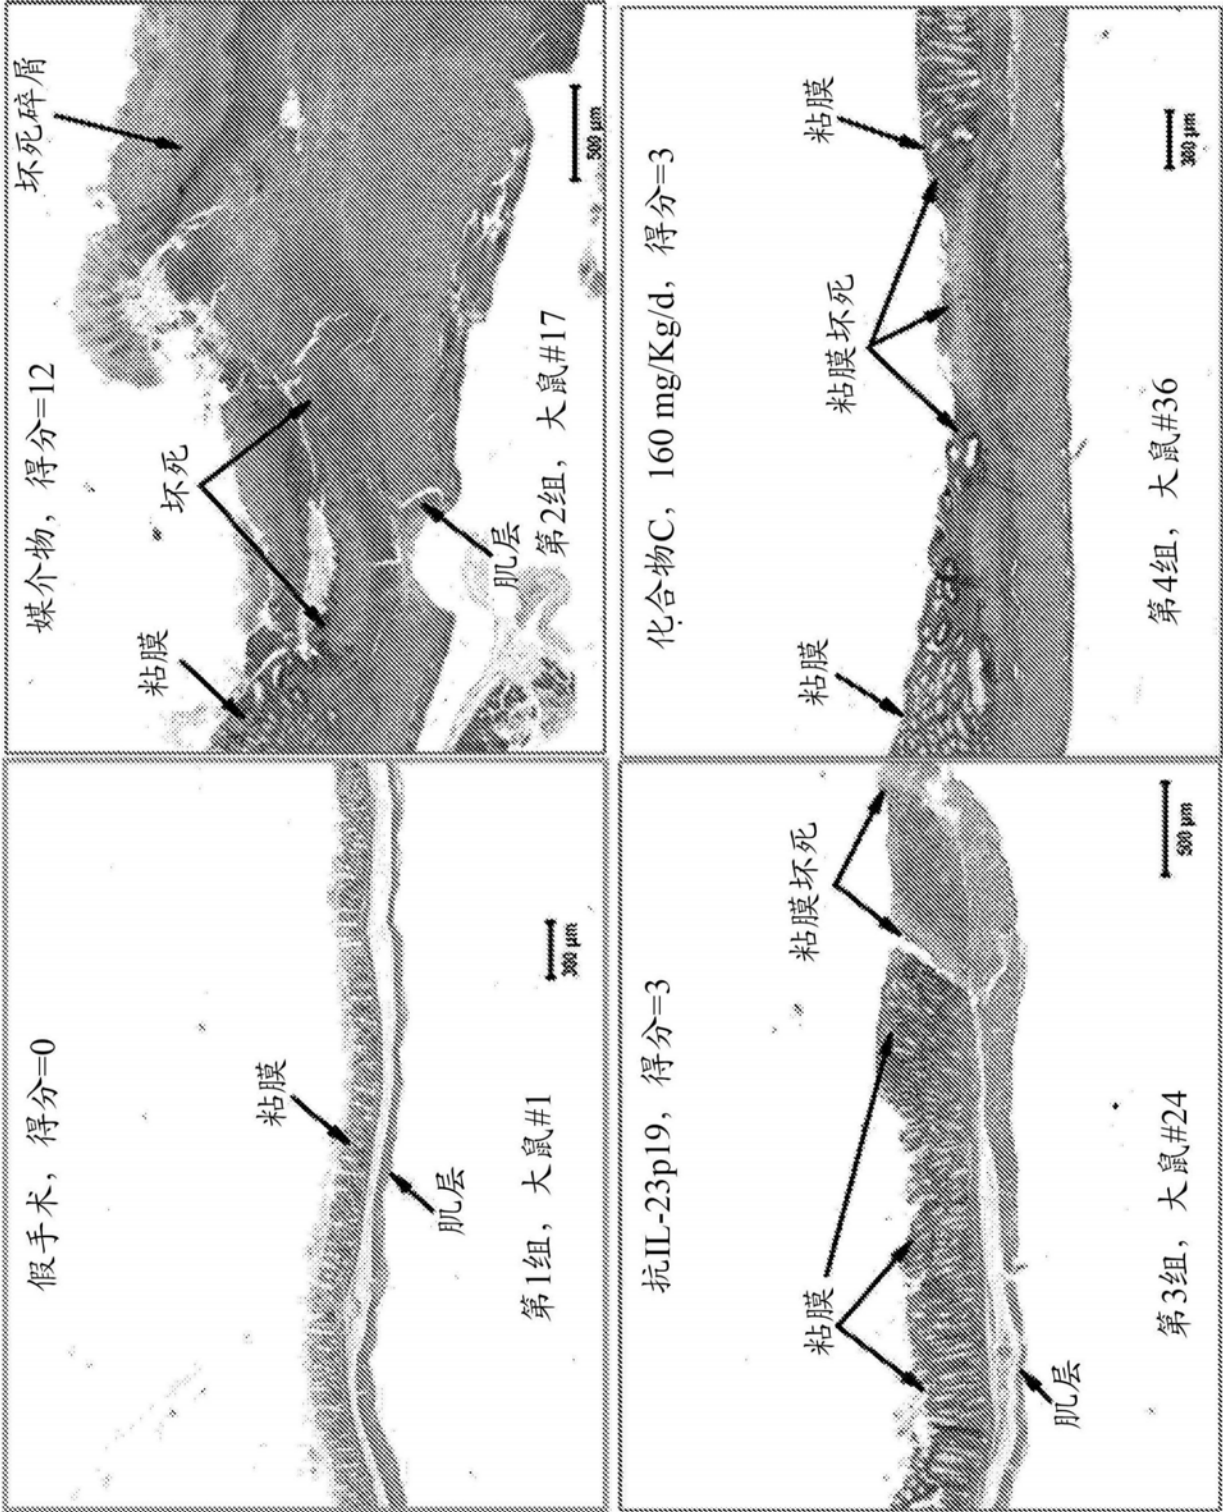 假手术，得分=0
粘膜
肌层
第1组，大鼠#1
300 μm
媒介物，得分=12
坏死碎屑
坏死
粘膜
肌层
第2组，大鼠#17
500 μm
抗IL-23p19，得分=3
粘膜坏死
粘膜
肌层
第3组，大鼠#24
500 μm
化合物C，160 mg/Kg/d，得分=3
粘膜
粘膜坏死
粘膜
第4组，大鼠#36
300 μm